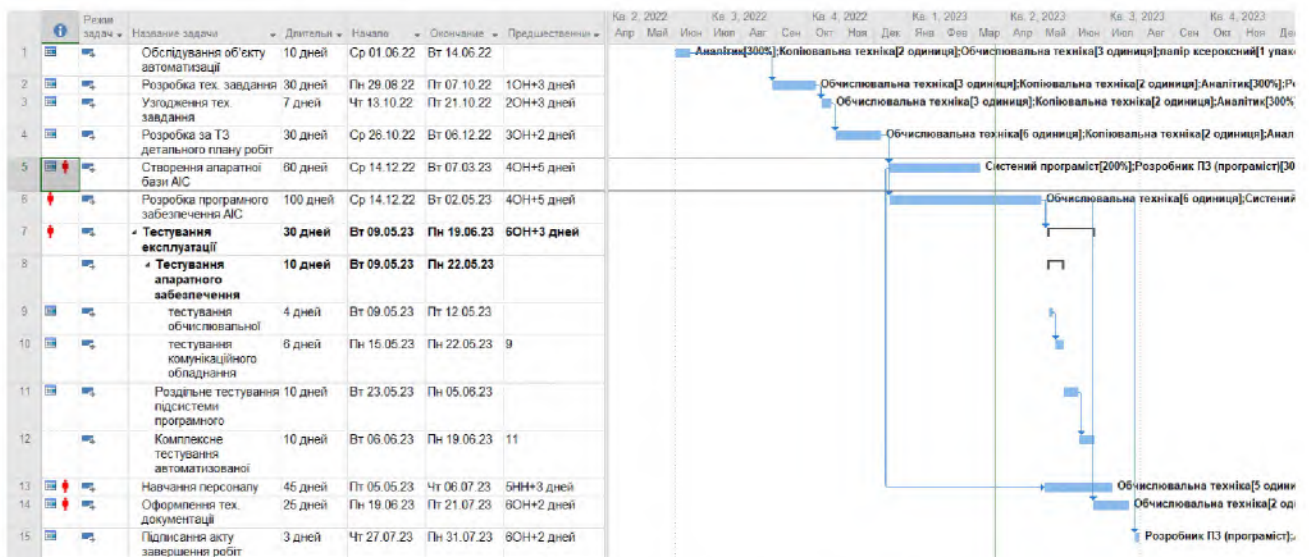 Кв. 2, 2022 Кв. 3, 2022 Кв. 4, 2022 Кв. 1, 2023 Кв. 2, 2023 Кв. 3, 2023 Кв. 4, 2023
Режим
задач Название задачи Длительн Начало Окончание Предшественни Апр Май Июн Июл Авг Сен Окт Ноя Дек Янв Фев Мар Апр Май Июн Июл Авг Сен Окт Ноя Де
1 Обслідування об'єкту 10 дней Ср 01.06.22 Вт 14.06.22 Аналітик[300%];Копіювальна техніка[2 одиниця];Обчислювальна техніка[3 одиниця];папір ксероксний[1 упак
автоматизації
2 Розробка тех. завдання 30 дней Пн 29.08.22 Пт 07.10.22 1ОН+3 дней Обчислювальна техніка[3 одиниця];Копіювальна техніка[2 одиниця];Аналітик[300%];Р
3 Узгодження тех. 7 дней Чт 13.10.22 Пт 21.10.22 2ОН+3 дней Обчислювальна техніка[3 одиниця];Копіювальна техніка[2 одиниця];Аналітик[300%
завдання
4 Розробка за ТЗ 30 дней Ср 26.10.22 Вт 06.12.22 3ОН+2 дней Обчислювальна техніка[6 одиниця];Копіювальна техніка[2 одиниця];Анал
детального плану робіт
5 Створення апаратної 60 дней Ср 14.12.22 Вт 07.03.23 4ОН+5 дней Системий програміст[200%];Розробник ПЗ (програміст)[30
бази АІС
6 Розробка програмного 100 дней Ср 14.12.22 Вт 02.05.23 4ОН+5 дней Обчислювальна техніка[6 одиниця];Системий
забезпечення АІС
7 Тестування 30 дней Вт 09.05.23 Пн 19.06.23 6ОН+3 дней
експлуатації
8 Тестування 10 дней Вт 09.05.23 Пн 22.05.23
апаратного
забезпечення
9 тестування 4 дней Вт 09.05.23 Пт 12.05.23
обчислювальної
10 тестування 6 дней Пн 15.05.23 Пн 22.05.23 9
комунікаційного
обладнання
11 Роздільне тестування 10 дней Вт 23.05.23 Пн 05.06.23
підсистеми
програмного
12 Комплексне 10 дней Вт 06.06.23 Пн 19.06.23 11
тестування
автоматизованої
13 Навчання персоналу 45 дней Пт 05.05.23 Чт 06.07.23 5НН+3 дней Обчислювальна техніка[5 один
14 Оформлення тех. 25 дней Пн 19.06.23 Пт 21.07.23 6ОН+2 дней Обчислювальна техніка[2 од
документації
15 Підписання акту 3 дней Чт 27.07.23 Пн 31.07.23 6ОН+2 дней Розробник ПЗ (програміст);
завершення робіт